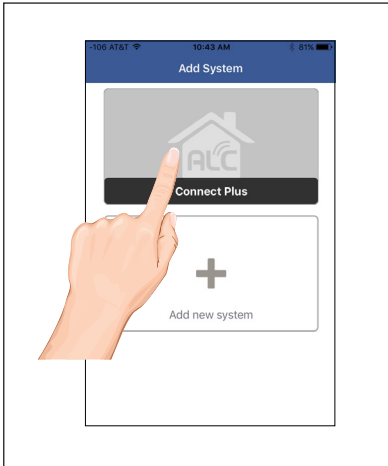 -106 AT&T 10:43 AM 81%
Add System
ALC
Connect Plus
Add new system